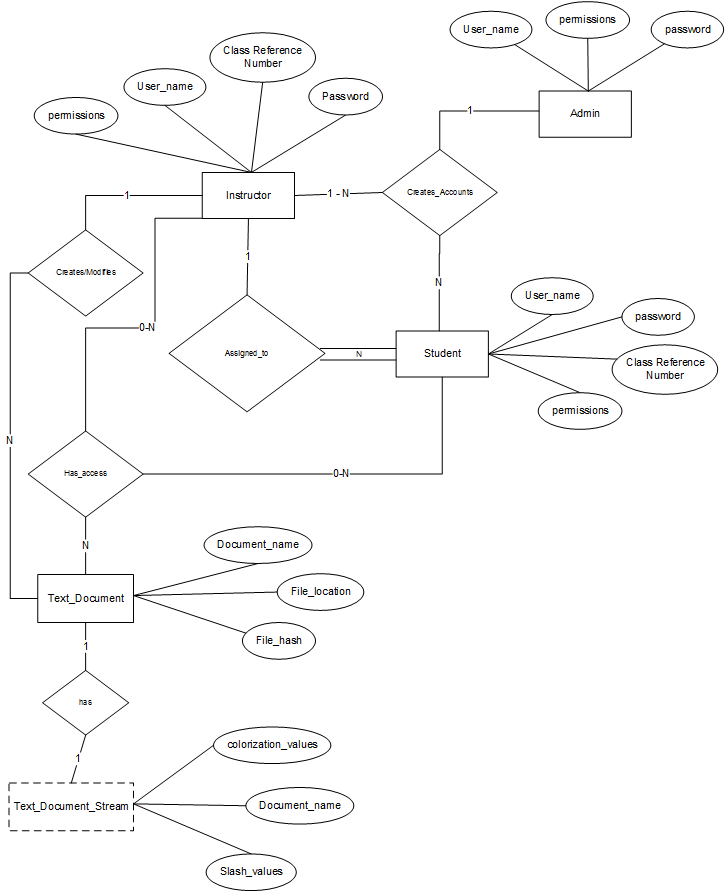 User_name
permissions
password
Admin
Class Reference
Number
User_name
Password
permissions
Instructor
1
1
1 - N
Creates_Accounts
1
Creates/Modifies
N
0-N
Assigned_to
N
Student
User_name
password
Class Reference
Number
permissions
N
Has_access
0-N
N
Text_Document
Document_name
File_location
File_hash
1
has
1
Text_Document_Stream
colorization_values
Document_name
Slash_values